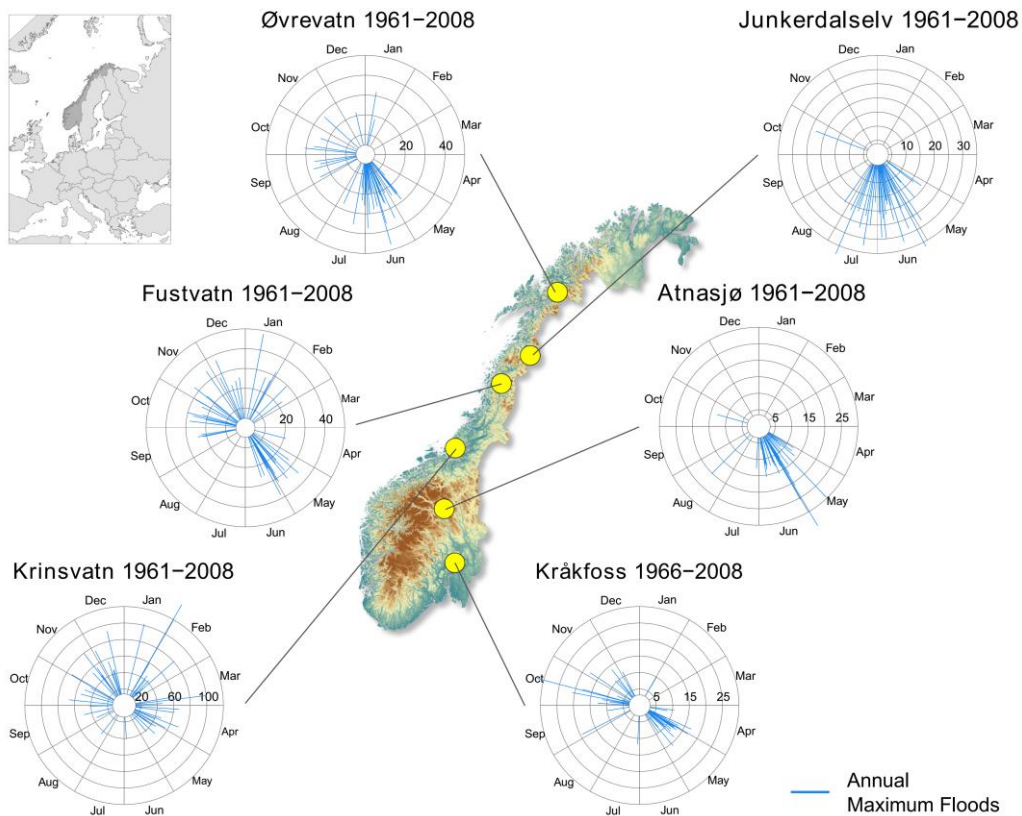 Øvrevatn 1961−2008
Dec
Jan
Nov
Feb
Oct
Mar
20
40
Sep
Apr
Aug
May
Jul
Jun
Junkerdalselv 1961−2008
Dec
Jan
Nov
Feb
Oct
Mar
10
20
30
Sep
Apr
Aug
May
Jul
Jun
Fustvatn 1961−2008
Dec
Jan
Nov
Feb
Oct
Mar
20
40
Sep
Apr
Aug
May
Jul
Jun
Atnasjø 1961−2008
Dec
Jan
Nov
Feb
Oct
Mar
5
15
25
Sep
Apr
Aug
May
Jul
Jun
Krinsvatn 1961−2008
Dec
Jan
Nov
Feb
Oct
Mar
20
60
100
Sep
Apr
Aug
May
Jul
Jun
Kråkfoss 1966−2008
Dec
Jan
Nov
Feb
Oct
Mar
5
15
25
Sep
Apr
Aug
May
Jul
Jun
Annual
Maximum Floods